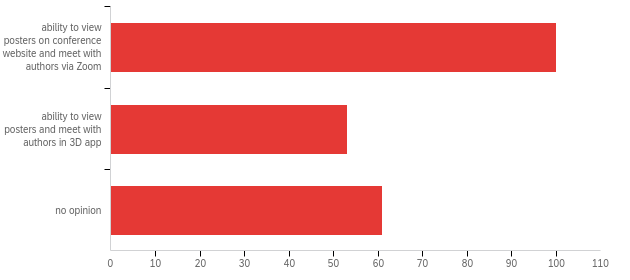 ability to view
posters on conference
website and meet with
authors via Zoom
ability to view
posters and meet with
authors in 3D app
no opinion
0 10 20 30 40 50 60 70 80 90 100 110